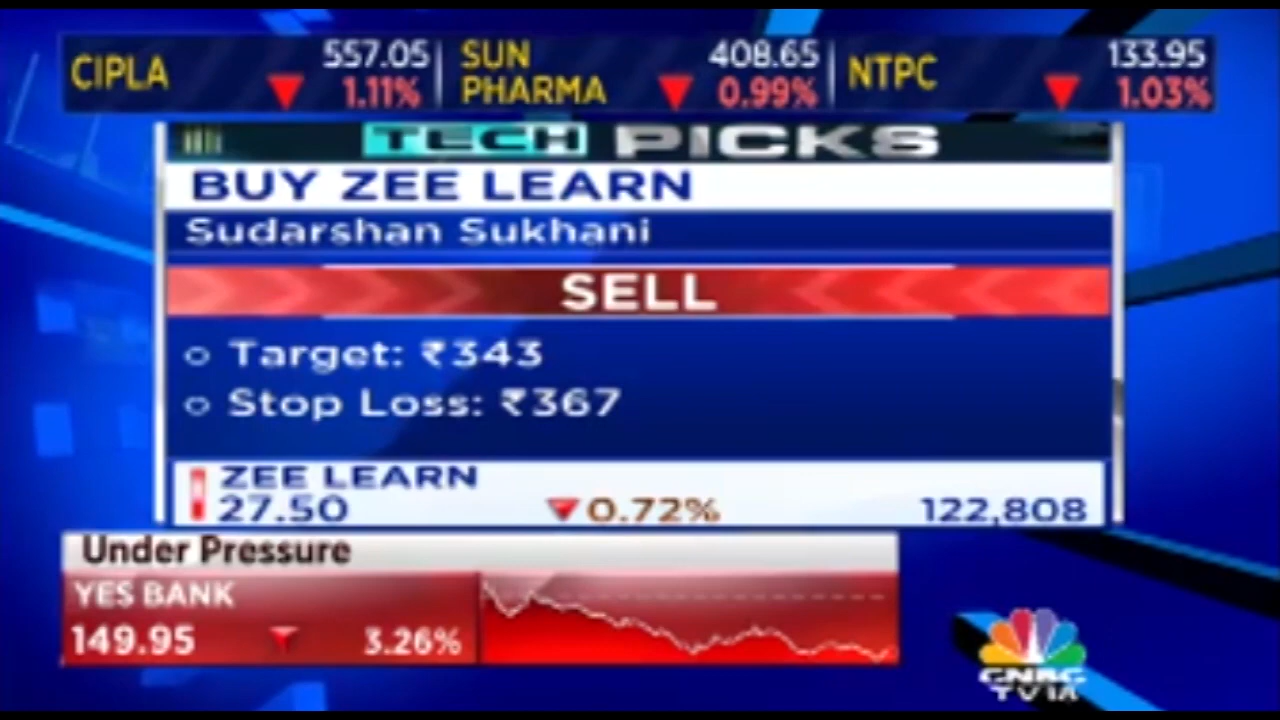 CIPLA 557.05 1.11%
SUN PHARMA 408.65 0.99%
NTPC 133.95 1.03%
TECH PICKS
BUY ZEE LEARN
Sudarshan Sukhani
SELL
Target: ₹343
Stop Loss: ₹367
ZEE LEARN
27.50 0.72% 122,808
Under Pressure
YES BANK
149.95 3.26%
CNBC
TV18